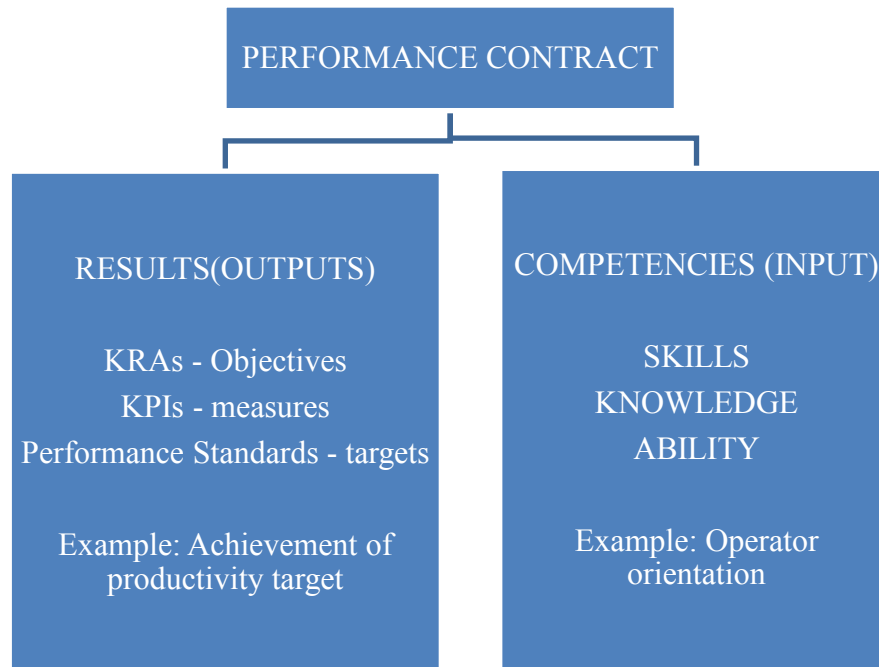 PERFORMANCE CONTRACT
RESULTS(OUTPUTS)
KRAs - Objectives
KPIs - measures
Performance Standards - targets
Example: Achievement of
productivity target
COMPETENCIES (INPUT)
SKILLS
KNOWLEDGE
ABILITY
Example: Operator
orientation